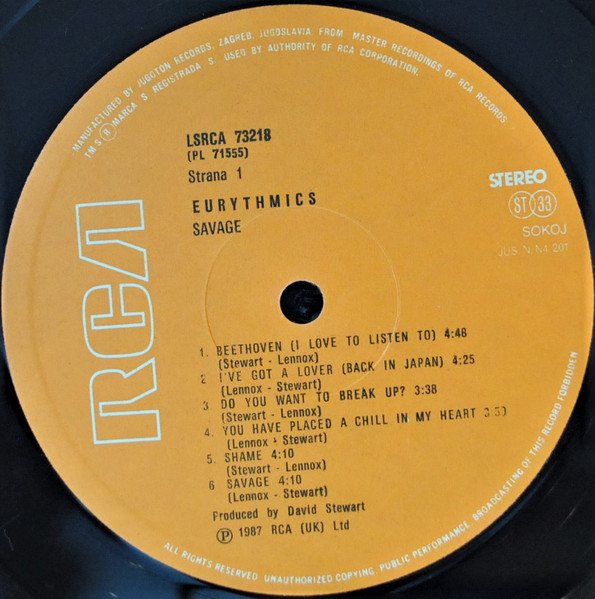 MANUFACTURED BY JUGOTON RECORDS, ZAGREB, JUGOSLAVIA, FROM MASTER RECORDINGS OF RCA RECORDS
TM S ® MARCA S REGISTRADA S USED BY AUTHORITY OF RCA CORPORATION.
LSRCA 73218
(PL 71555)
Strana 1
STEREO
ST 33
SOKOJ
JUS. N. N4 201
EURYTHMICS
SAVAGE
RCA
1. BEETHOVEN (I LOVE TO LISTEN TO) 4:48
(Stewart - Lennox)
2 I'VE GOT A LOVER (BACK IN JAPAN) 4:25
(Lennox - Stewart)
3. DO YOU WANT TO BREAK UP? 3:38
(Stewart - Lennox)
4. YOU HAVE PLACED A CHILL IN MY HEART 3:50
(Lennox - Stewart)
5. SHAME 4:10
(Stewart - Lennox)
6 SAVAGE 4:10
(Lennox - Stewart)
Produced by David Stewart
℗ 1987 RCA (UK) Ltd
ALL RIGHTS RESERVED. UNAUTHORIZED COPYING, PUBLIC PERFORMANCE, BROADCASTING OF THIS RECORD FORBIDDEN